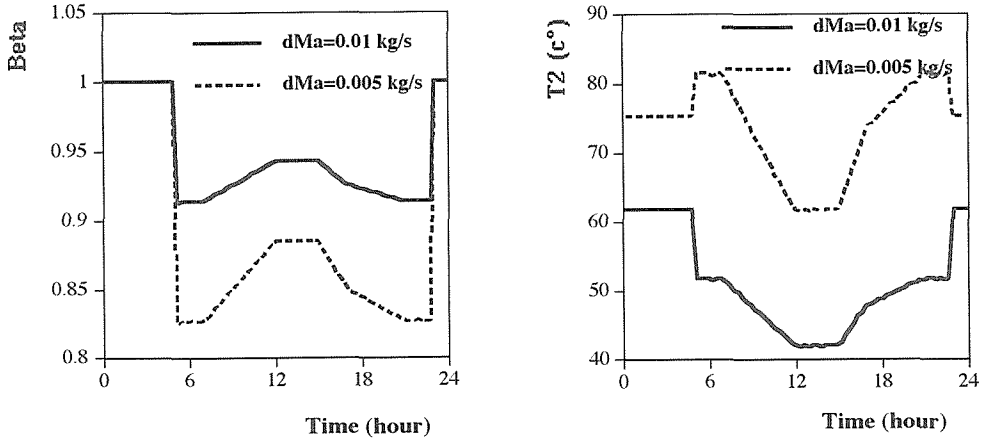 1.05
dMa=0.01 kg/s
dMa=0.005 kg/s
1
0.95
0.9
0.85
0.8
Beta
0
6
12
18
24
Time (hour)
90
dMa=0.01 kg/s
dMa=0.005 kg/s
80
70
60
50
40
T2 (c°)
0
6
12
18
24
Time (hour)